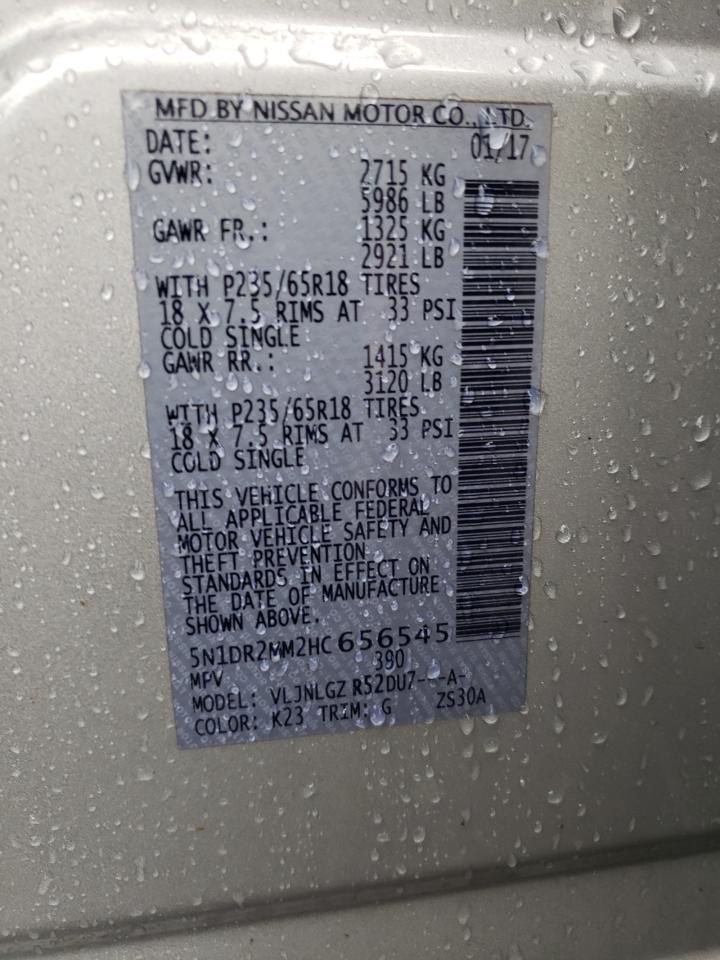 MFD BY NISSAN MOTOR CO., LTD.
DATE: 01/17
GVWR: 2715 KG
5986 LB
GAWR FR.: 1325 KG
2921 LB
WITH P235/65R18 TIRES
18 X 7.5 RIMS AT 33 PSI
COLD SINGLE
GAWR RR.: 1415 KG
3120 LB
WITH P235/65R18 TIRES
18 X 7.5 RIMS AT 33 PSI
COLD SINGLE
THIS VEHICLE CONFORMS TO
ALL APPLICABLE FEDERAL
MOTOR VEHICLE SAFETY AND
THEFT PREVENTION
STANDARDS IN EFFECT ON
THE DATE OF MANUFACTURE
SHOWN ABOVE.
5N1DR2MM2HC656545
MPV 390
MODEL: VLJNLGZ R52DU7---A-
COLOR: K23 TRIM: G ZS30A